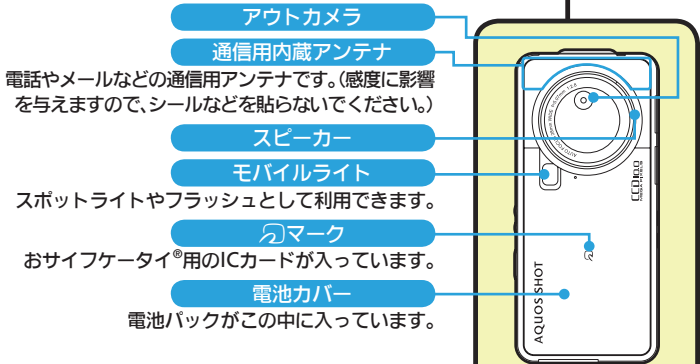 アウトカメラ
通信用内蔵アンテナ
電話やメールなどの通信用アンテナです。(感度に影響
を与えますので、シールなどを貼らないでください。)
スピーカー
モバイルライト
スポットライトやフラッシュとして利用できます。
マーク
おサイフケータイ®用のICカードが入っています。
電池カバー
電池パックがこの中に入っています。
AQUOS SHOT